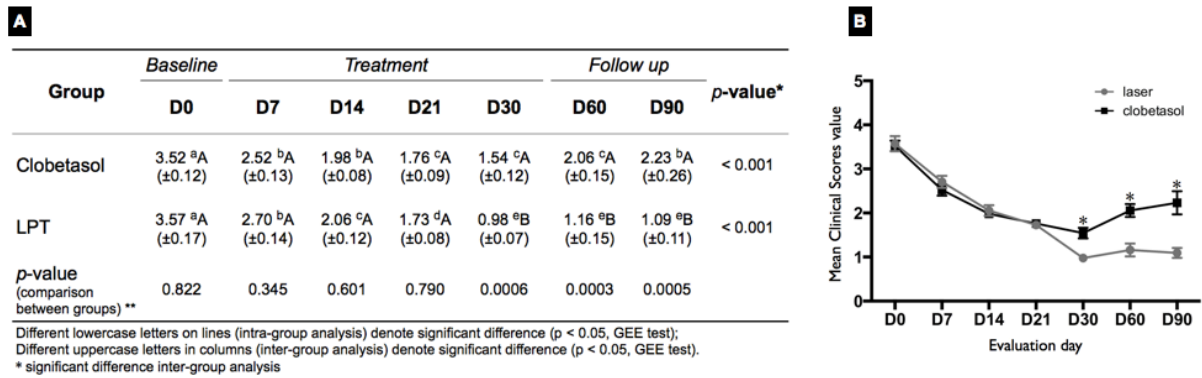 A
Group Baseline Treatment Follow up p-value*
D0 D7 D14 D21 D30 D60 D90
Clobetasol 3.52 ᵃA 2.52 ᵇA 1.98 ᵇA 1.76 ᶜA 1.54 ᶜA 2.06 ᶜA 2.23 ᵇA < 0.001
(±0.12) (±0.13) (±0.08) (±0.09) (±0.12) (±0.15) (±0.26)
LPT 3.57 ᵃA 2.70 ᵇA 2.06 ᶜA 1.73 ᵈA 0.98 ᵉB 1.16 ᵉB 1.09 ᵉB < 0.001
(±0.17) (±0.14) (±0.12) (±0.08) (±0.07) (±0.15) (±0.11)
p-value
(comparison
between groups) ** 0.822 0.345 0.601 0.790 0.0006 0.0003 0.0005
Different lowercase letters on lines (intra-group analysis) denote significant difference (p < 0.05, GEE test);
Different uppercase letters in columns (inter-group analysis) denote significant difference (p < 0.05, GEE test).
* significant difference inter-group analysis
B
Mean Clinical Scores value
5
4
3
2
1
0
laser
clobetasol
* * *
D0 D7 D14 D21 D30 D60 D90
Evaluation day